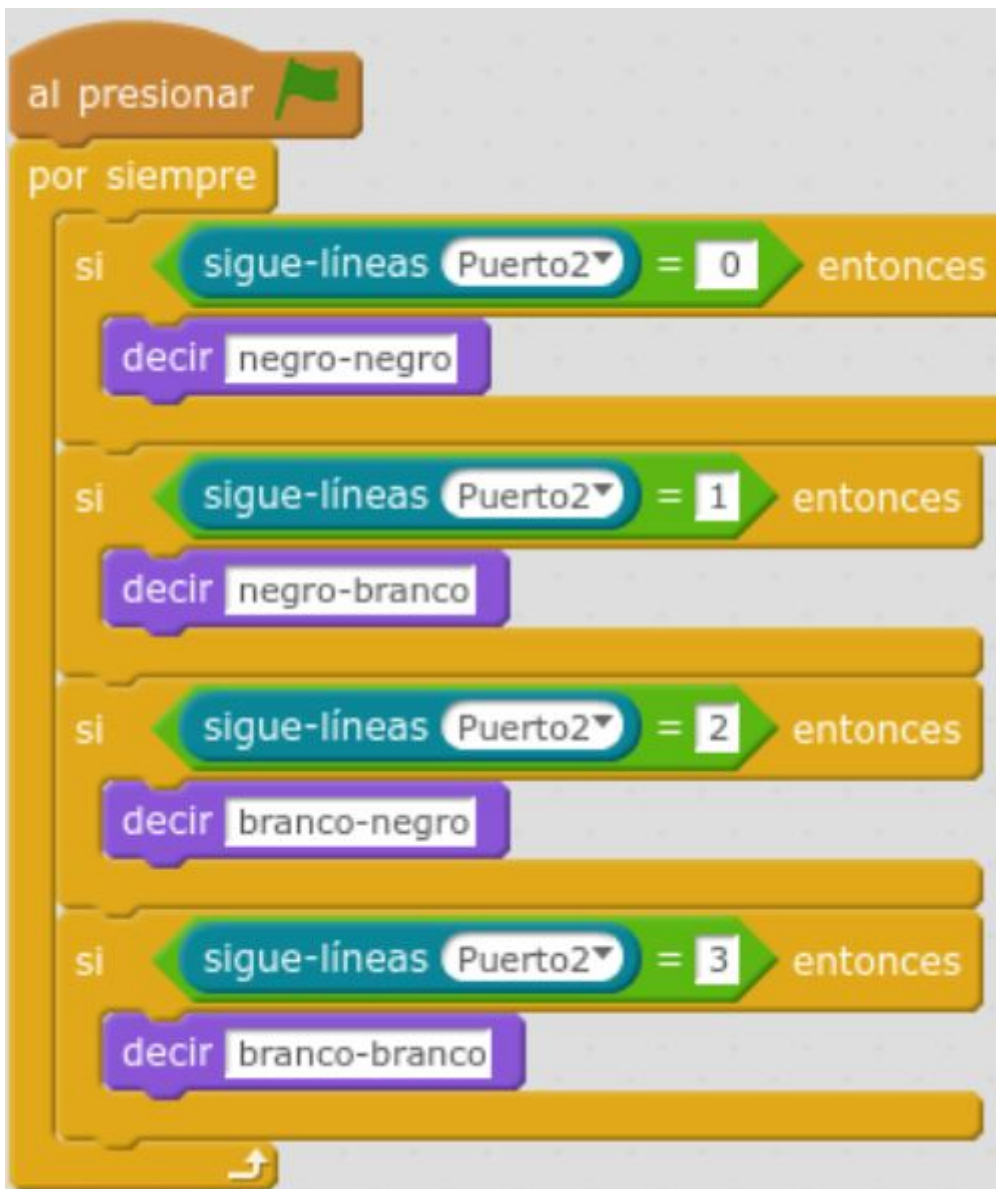 al presionar
por siempre
si sigue-líneas Puerto2 = 0 entonces
decir negro-negro
si sigue-líneas Puerto2 = 1 entonces
decir negro-branco
si sigue-líneas Puerto2 = 2 entonces
decir branco-negro
si sigue-líneas Puerto2 = 3 entonces
decir branco-branco